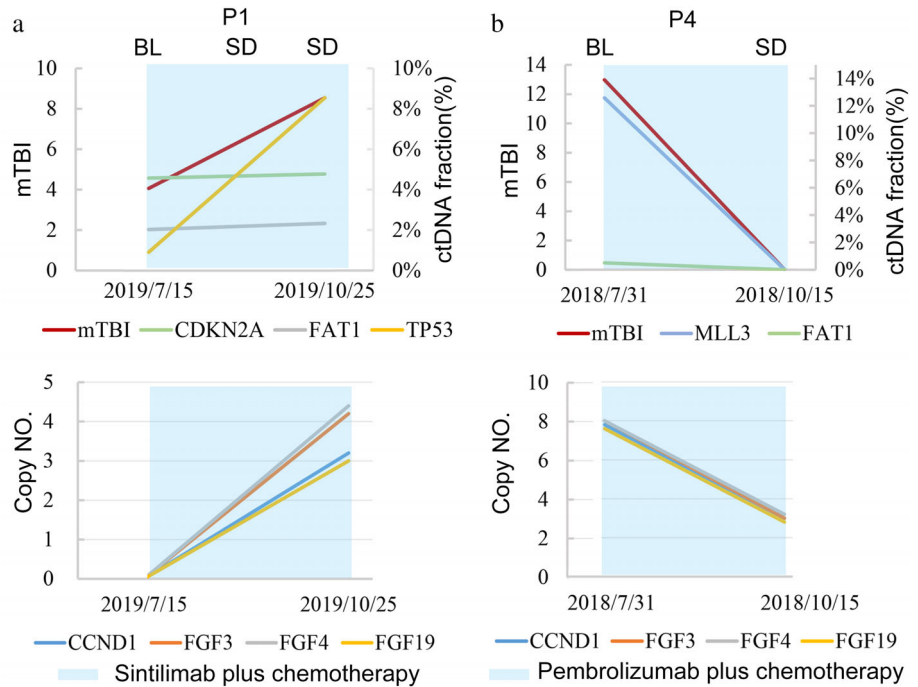 a
P1
BL SD SD
10
8
6
4
2
0
mTBI
10%
8%
6%
4%
2%
0%
ctDNA fraction(%)
2019/7/15 2019/10/25
mTBI CDKN2A FAT1 TP53
5
4
3
2
1
0
Copy NO.
2019/7/15 2019/10/25
CCND1 FGF3 FGF4 FGF19
Sintilimab plus chemotherapy
b
P4
BL SD
14
12
10
8
6
4
2
0
mTBI
14%
12%
10%
8%
6%
4%
2%
0%
ctDNA fraction(%)
2018/7/31 2018/10/15
mTBI MLL3 FAT1
10
8
6
4
2
0
Copy NO.
2018/7/31 2018/10/15
CCND1 FGF3 FGF4 FGF19
Pembrolizumab plus chemotherapy